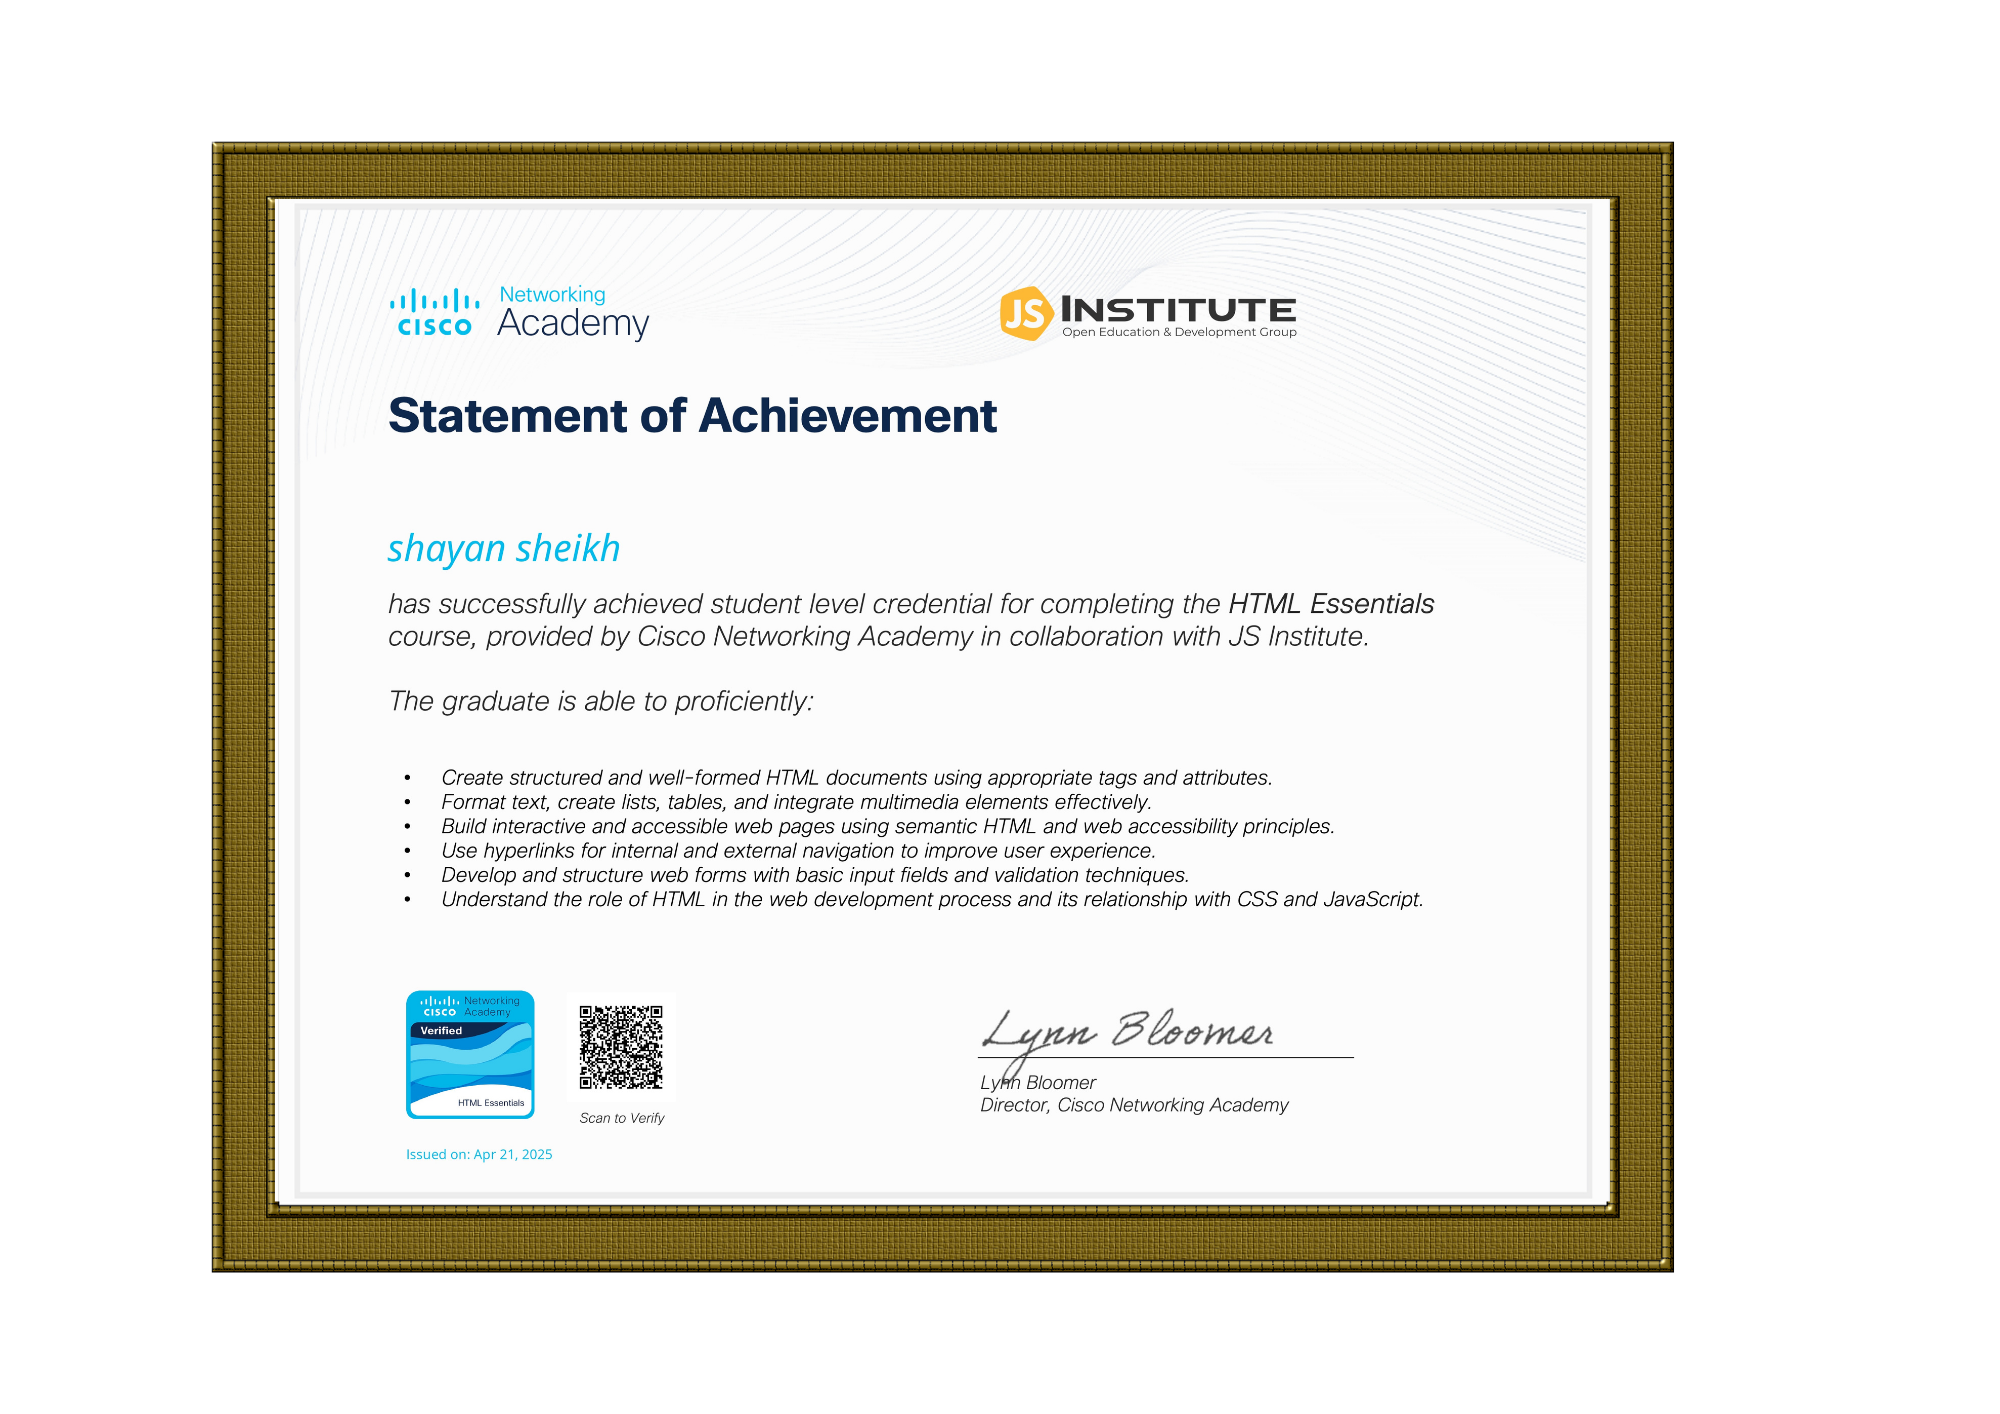 CISCO Networking Academy
JS INSTITUTE
Open Education & Development Group
Statement of Achievement
shayan sheikh
has successfully achieved student level credential for completing the HTML Essentials
course, provided by Cisco Networking Academy in collaboration with JS Institute.
The graduate is able to proficiently:
• Create structured and well-formed HTML documents using appropriate tags and attributes.
• Format text, create lists, tables, and integrate multimedia elements effectively.
• Build interactive and accessible web pages using semantic HTML and web accessibility principles.
• Use hyperlinks for internal and external navigation to improve user experience.
• Develop and structure web forms with basic input fields and validation techniques.
• Understand the role of HTML in the web development process and its relationship with CSS and JavaScript.
CISCO Networking Academy
Verified
HTML Essentials
Scan to Verify
Issued on: Apr 21, 2025
Lynn Bloomer
Lynn Bloomer
Director, Cisco Networking Academy